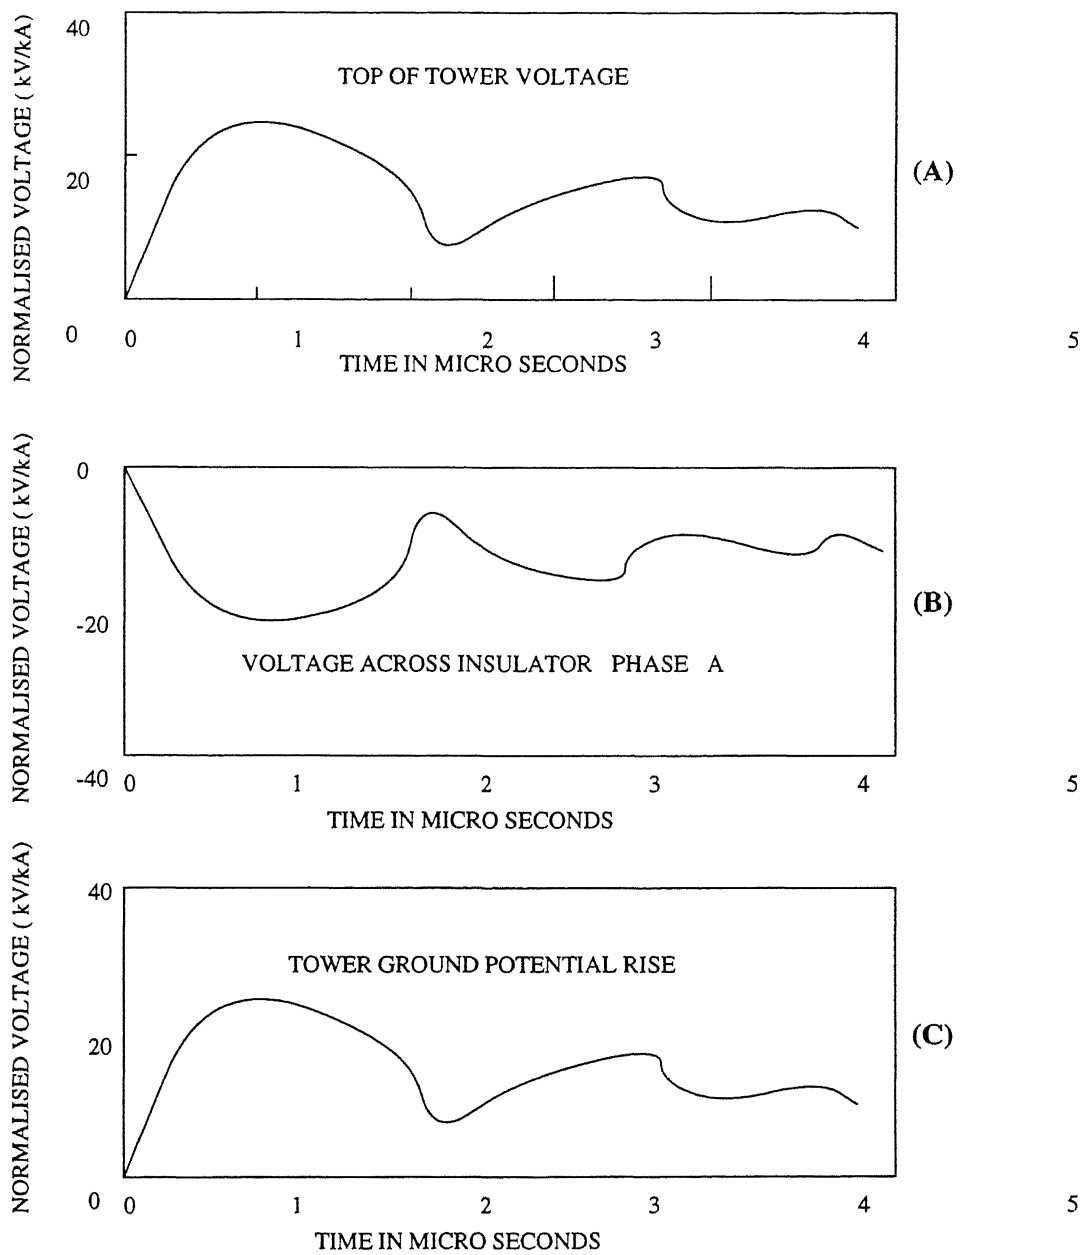 NORMALISED VOLTAGE ( kV/kA)
40
20
0
TOP OF TOWER VOLTAGE
(A)
0 1 2 3 4 5
TIME IN MICRO SECONDS
NORMALISED VOLTAGE ( kV/kA)
0
-20
-40
VOLTAGE ACROSS INSULATOR PHASE A
(B)
0 1 2 3 4 5
TIME IN MICRO SECONDS
NORMALISED VOLTAGE ( kV/kA)
40
20
0
TOWER GROUND POTENTIAL RISE
(C)
0 1 2 3 4 5
TIME IN MICRO SECONDS